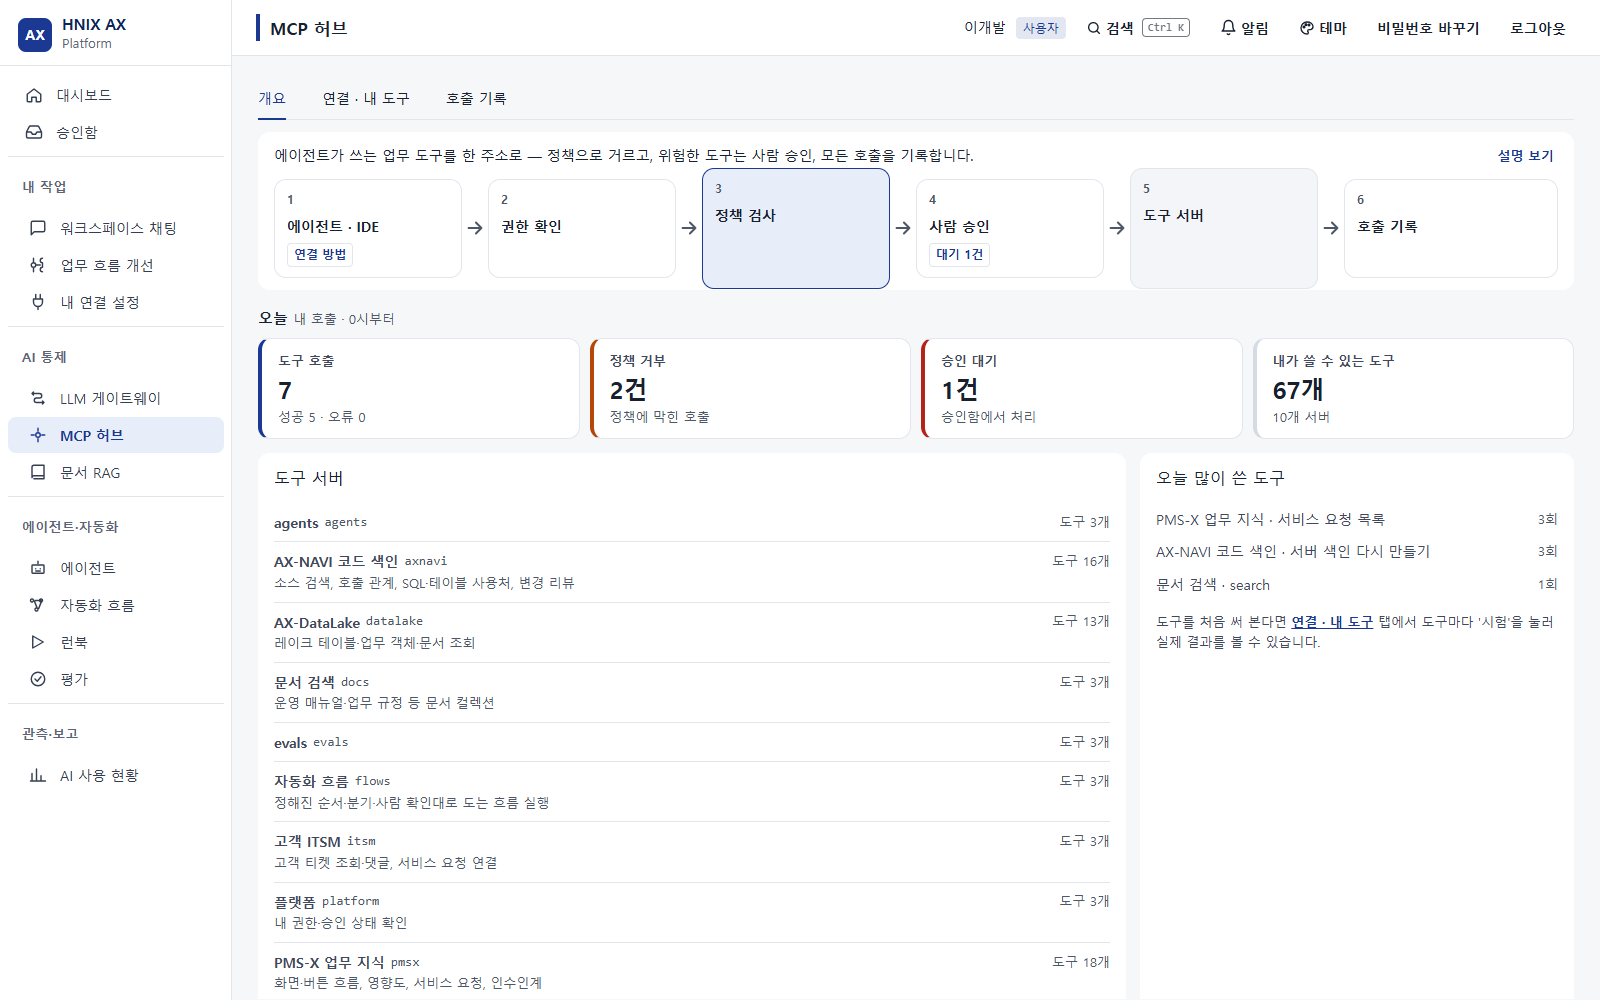 AX
HNIX AX
Platform
대시보드
승인함
내 작업
워크스페이스 채팅
업무 흐름 개선
내 연결 설정
AI 통제
LLM 게이트웨이
MCP 허브
문서 RAG
에이전트·자동화
에이전트
자동화 흐름
런북
평가
관측·보고
AI 사용 현황
MCP 허브
이개발 사용자 검색 Ctrl K 알림 테마 비밀번호 바꾸기 로그아웃
개요 연결 · 내 도구 호출 기록
에이전트가 쓰는 업무 도구를 한 주소로 — 정책으로 거르고, 위험한 도구는 사람 승인, 모든 호출을 기록합니다.
설명 보기
1
에이전트 · IDE
연결 방법
2
권한 확인
3
정책 검사
4
사람 승인
대기 1건
5
도구 서버
6
호출 기록
오늘 내 호출 · 0시부터
도구 호출
7
성공 5 · 오류 0
정책 거부
2건
정책에 막힌 호출
승인 대기
1건
승인함에서 처리
내가 쓸 수 있는 도구
67개
10개 서버
도구 서버
agents agents 도구 3개
AX-NAVI 코드 색인 axnavi 도구 16개
소스 검색, 호출 관계, SQL·테이블 사용처, 변경 리뷰
AX-DataLake datalake 도구 13개
레이크 테이블·업무 객체·문서 조회
문서 검색 docs 도구 3개
운영 매뉴얼·업무 규정 등 문서 컬렉션
evals evals 도구 3개
자동화 흐름 flows 도구 3개
정해진 순서·분기·사람 확인대로 도는 흐름 실행
고객 ITSM itsm 도구 3개
고객 티켓 조회·댓글, 서비스 요청 연결
플랫폼 platform 도구 3개
내 권한·승인 상태 확인
PMS-X 업무 지식 pmsx 도구 18개
화면·버튼 흐름, 영향도, 서비스 요청, 인수인계
오늘 많이 쓴 도구
PMS-X 업무 지식 · 서비스 요청 목록 3회
AX-NAVI 코드 색인 · 서버 색인 다시 만들기 3회
문서 검색 · search 1회
도구를 처음 써 본다면 연결 · 내 도구 탭에서 도구마다 '시험'을 눌러
실제 결과를 볼 수 있습니다.